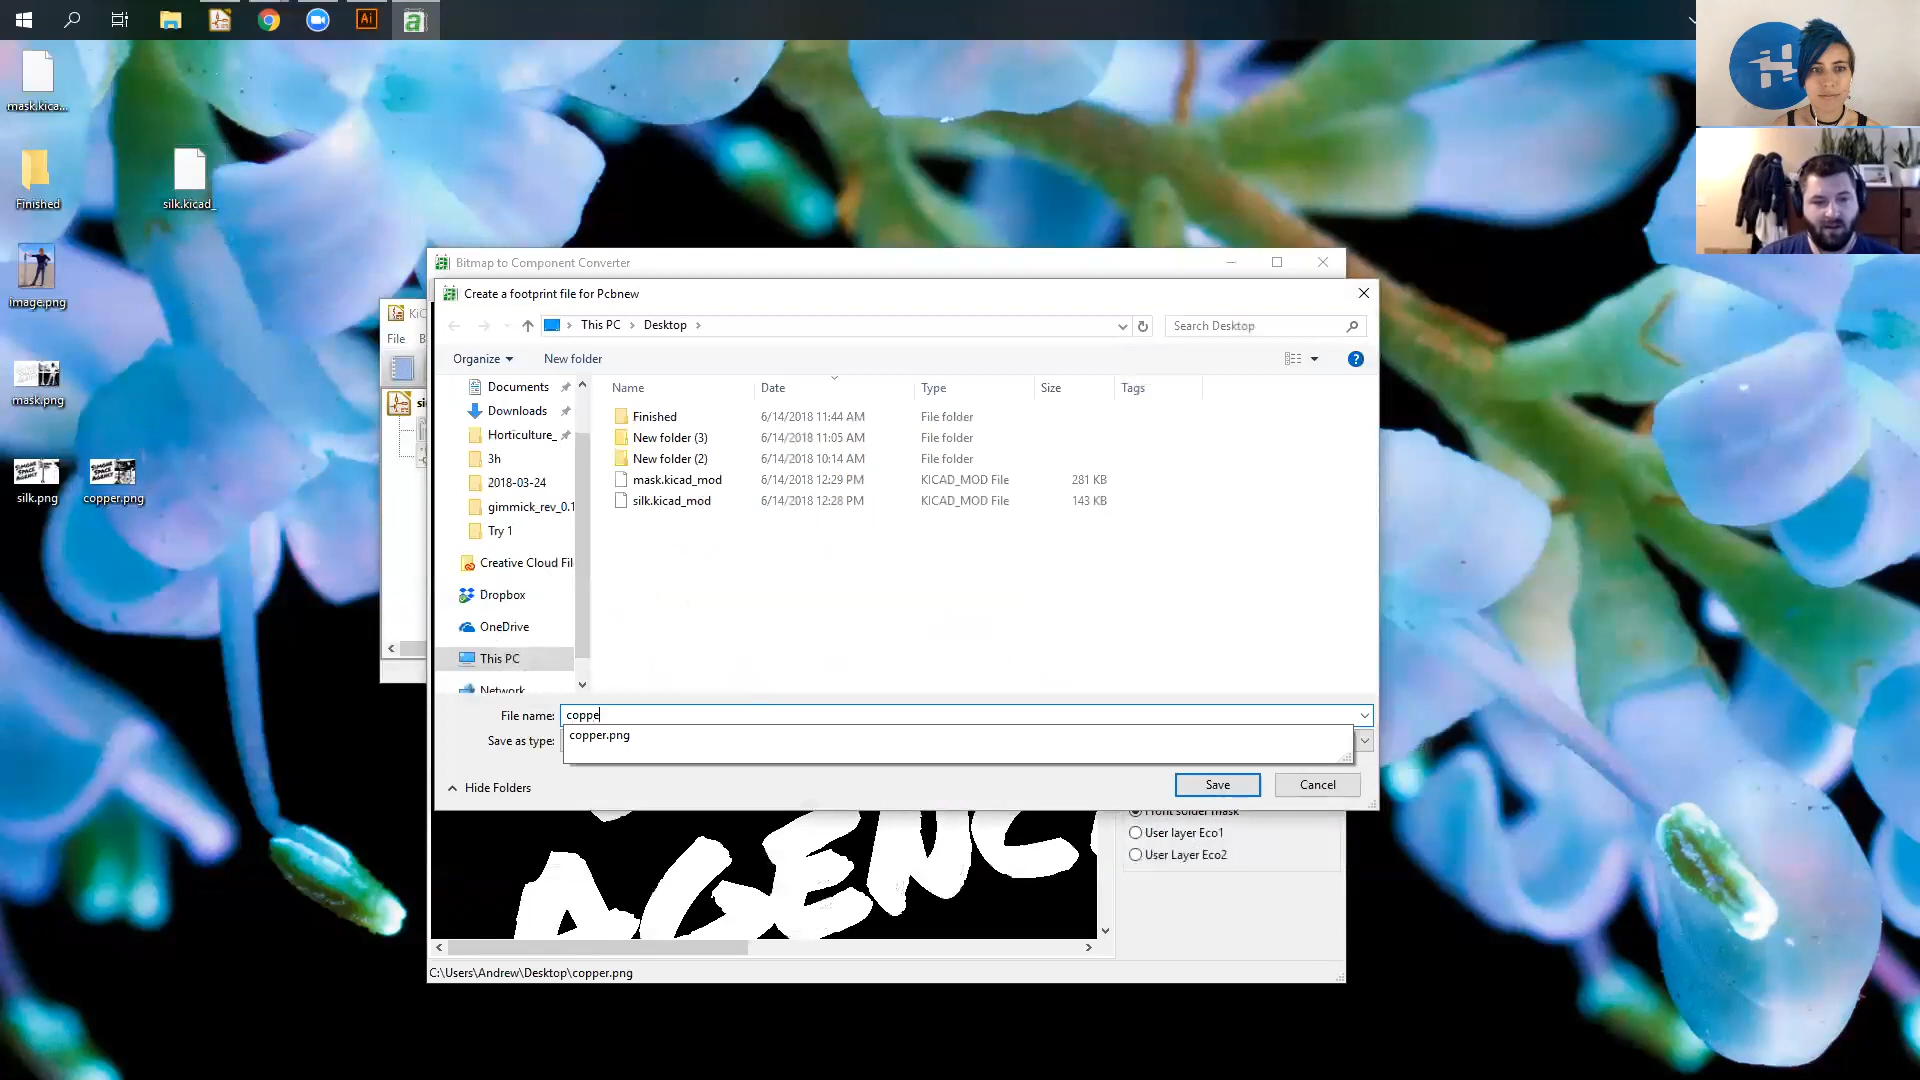 Ai
mask.kica...
Finished
silk.kicad_
image.png
mask.png
silk.png
copper.png
SIMONE
SPACE
AGENCY
Bitmap to Component Converter
KiC
File
B
Create a footprint file for Pcbnew
This PC
Desktop
Search Desktop
Organize
New folder
Documents
Downloads
Horticulture_
3h
2018-03-24
gimmick_rev_0.1
Try 1
Creative Cloud Fil
Dropbox
OneDrive
This PC
Network
Name Date Type Size Tags
Finished 6/14/2018 11:44 AM File folder
New folder (3) 6/14/2018 11:05 AM File folder
New folder (2) 6/14/2018 10:14 AM File folder
mask.kicad_mod 6/14/2018 12:29 PM KICAD_MOD File 281 KB
silk.kicad_mod 6/14/2018 12:28 PM KICAD_MOD File 143 KB
File name: coppe
copper.png
Save as type:
Hide Folders
Save
Cancel
Front solder mask
User layer Eco1
User Layer Eco2
AGENC
C:\Users\Andrew\Desktop\copper.png